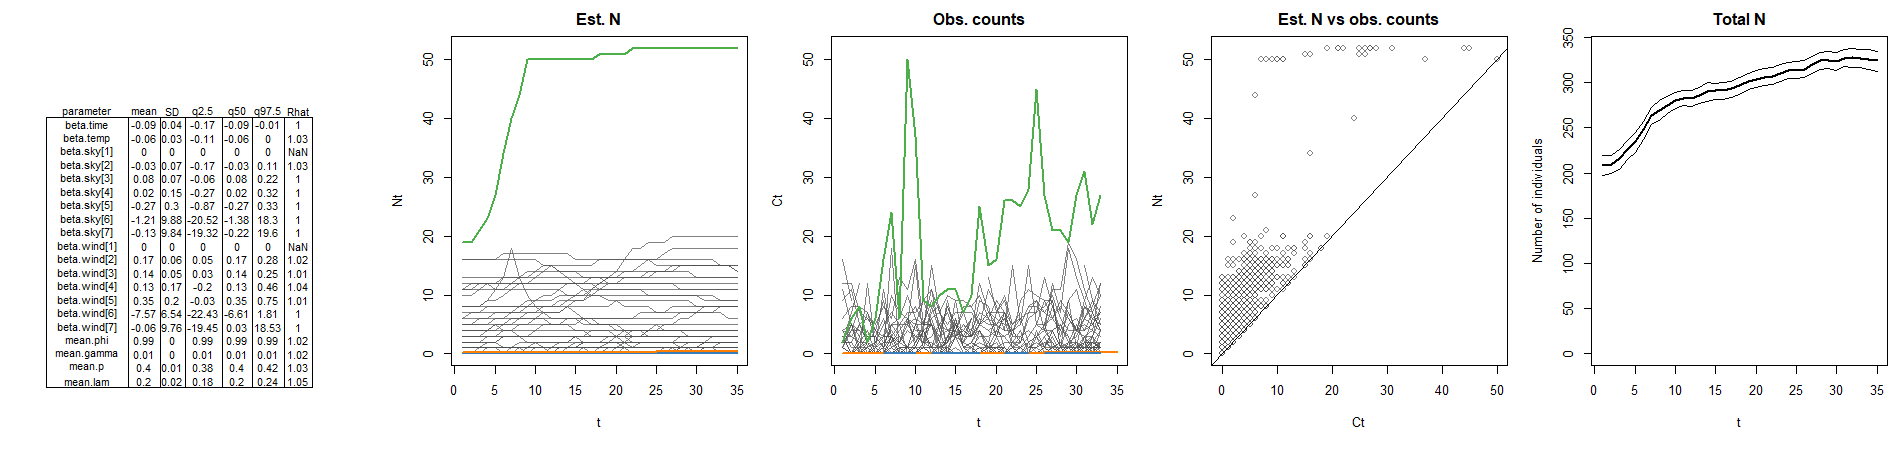 Est. N
Obs. counts
Est. N vs obs. counts
Total N
parameter mean SD q2.5 q50 q97.5 Rhat
beta.time -0.09 0.04 -0.17 -0.09 -0.01 1
beta.temp -0.06 0.03 -0.11 -0.06 0 1.03
beta.sky[1] 0 0 0 0 0 NaN
beta.sky[2] -0.03 0.07 -0.17 -0.03 0.11 1.03
beta.sky[3] 0.08 0.07 -0.06 0.08 0.22 1
beta.sky[4] 0.02 0.15 -0.27 0.02 0.32 1
beta.sky[5] -0.27 0.3 -0.87 -0.27 0.33 1
beta.sky[6] -1.21 9.88 -20.52 -1.38 18.3 1
beta.sky[7] -0.13 9.84 -19.32 -0.22 19.6 1
beta.wind[1] 0 0 0 0 0 NaN
beta.wind[2] 0.17 0.06 0.05 0.17 0.28 1.02
beta.wind[3] 0.14 0.05 0.03 0.14 0.25 1.01
beta.wind[4] 0.13 0.17 -0.2 0.13 0.46 1.04
beta.wind[5] 0.35 0.2 -0.03 0.35 0.75 1.01
beta.wind[6] -7.57 6.54 -22.43 -6.61 1.81 1
beta.wind[7] -0.06 9.76 -19.45 0.03 18.53 1
mean.phi 0.99 0 0.99 0.99 0.99 1.02
mean.gamma 0.01 0 0.01 0.01 0.01 1.02
mean.p 0.4 0.01 0.38 0.4 0.42 1.03
mean.lam 0.2 0.02 0.18 0.2 0.24 1.05
Nt
0 10 20 30 40 50
0 5 10 15 20 25 30 35
t
Ct
0 10 20 30 40 50
0 5 10 15 20 25 30 35
t
Nt
0 10 20 30 40 50
0 10 20 30 40 50
Ct
Number of individuals
0 50 100 150 200 250 300 350
0 5 10 15 20 25 30 35
t